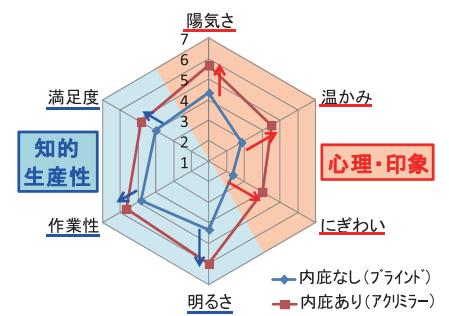 陽気さ
7
6
5
4
3
2
1
満足度
温かみ
知的
生産性
心理・印象
作業性
にぎわい
明るさ
内庇なし(ブラインド)
内庇あり(アクリミラー)